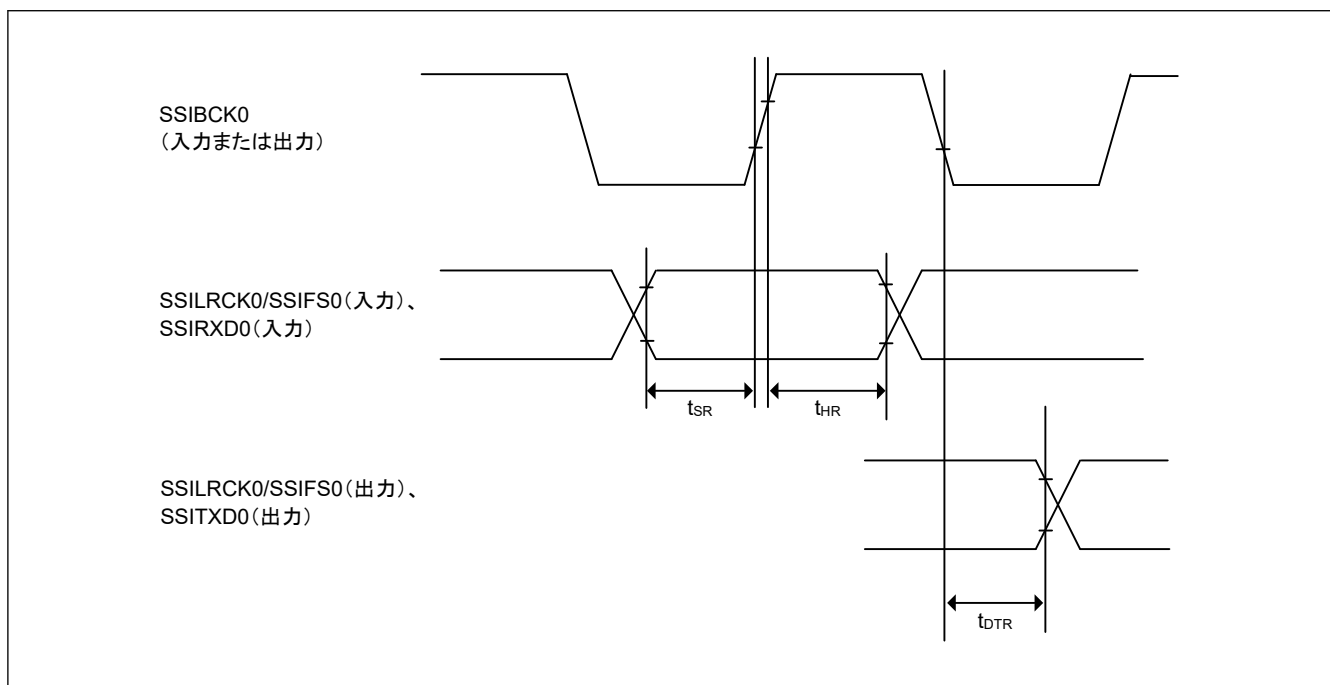 SSIBCK0
（入力または出力）
SSILRCK0/SSIFS0（入力）、
SSIRXD0（入力）
tSR
tHR
SSILRCK0/SSIFS0（出力）、
SSITXD0（出力）
tDTR